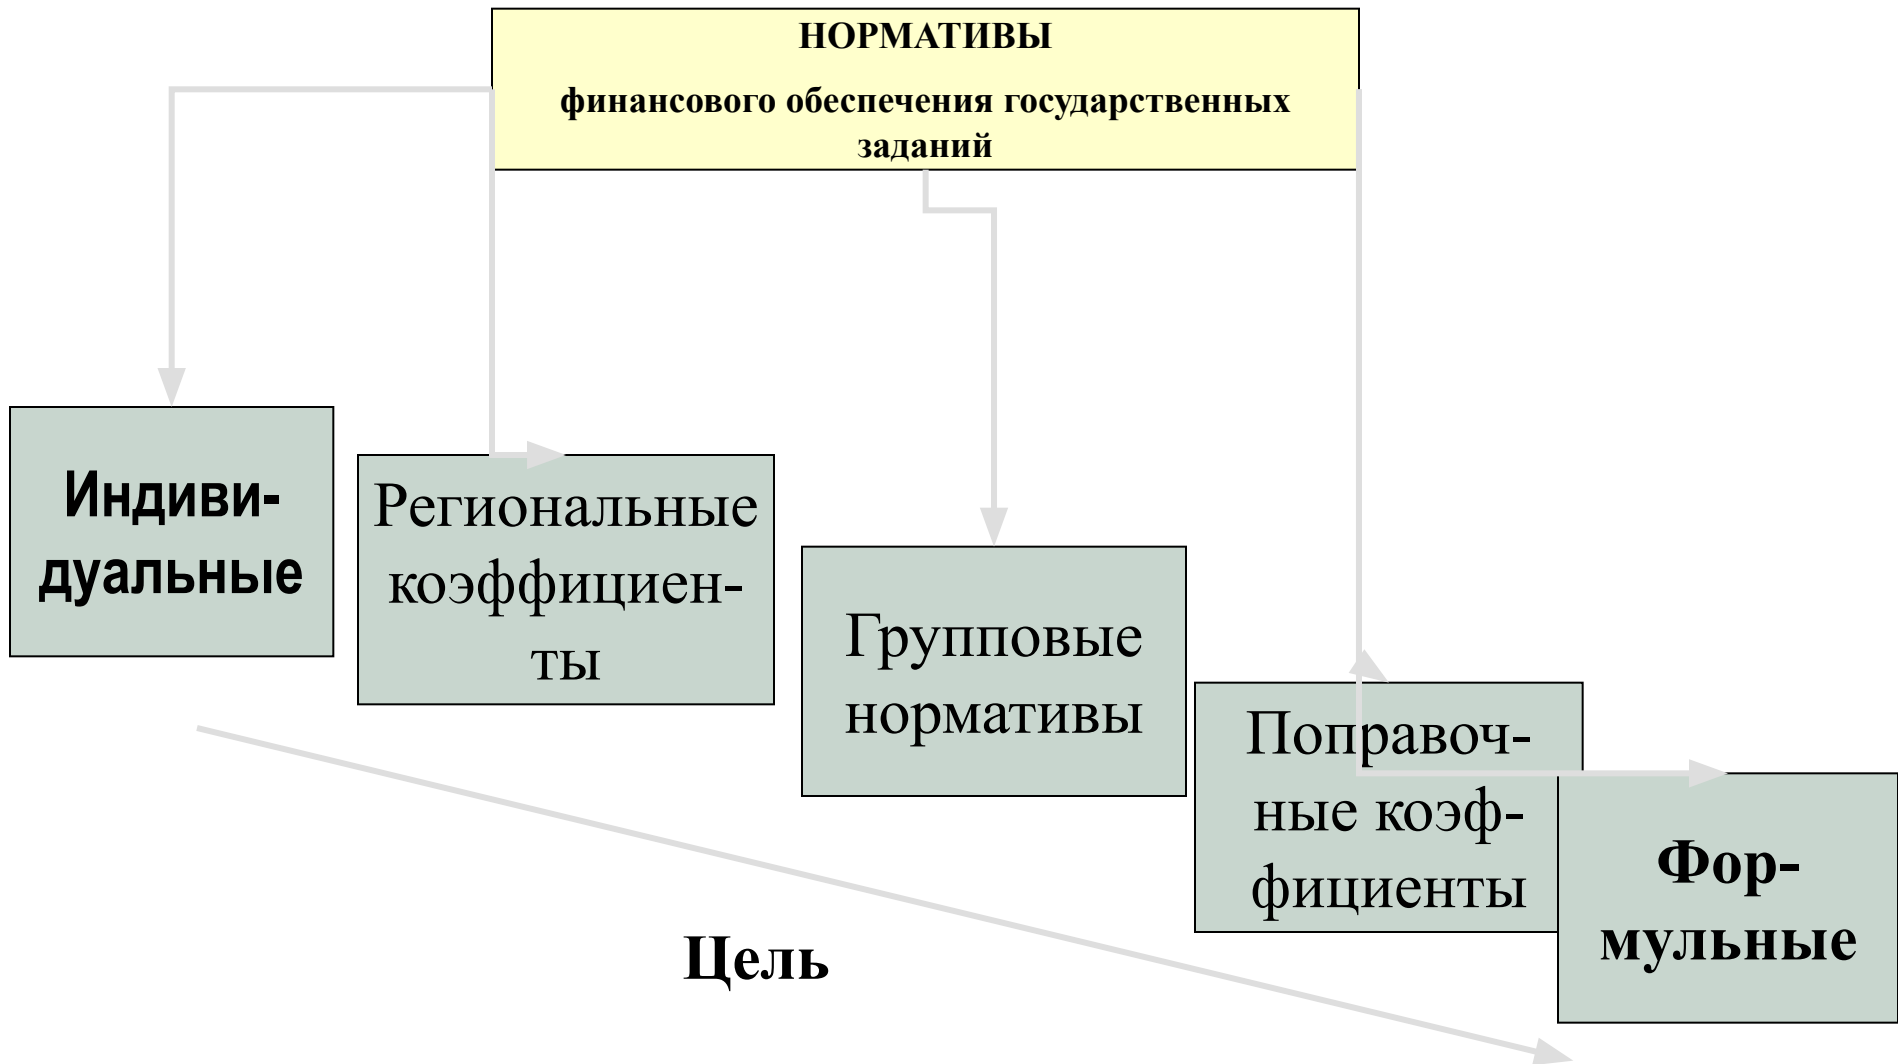 НОРМАТИВЫ
финансового обеспечения государственных
заданий
Индиви-
дуальные
Региональные
коэффициен-
ты
Групповые
нормативы
Поправоч-
ные коэф-
фициенты
Фор-
мульные
Цель